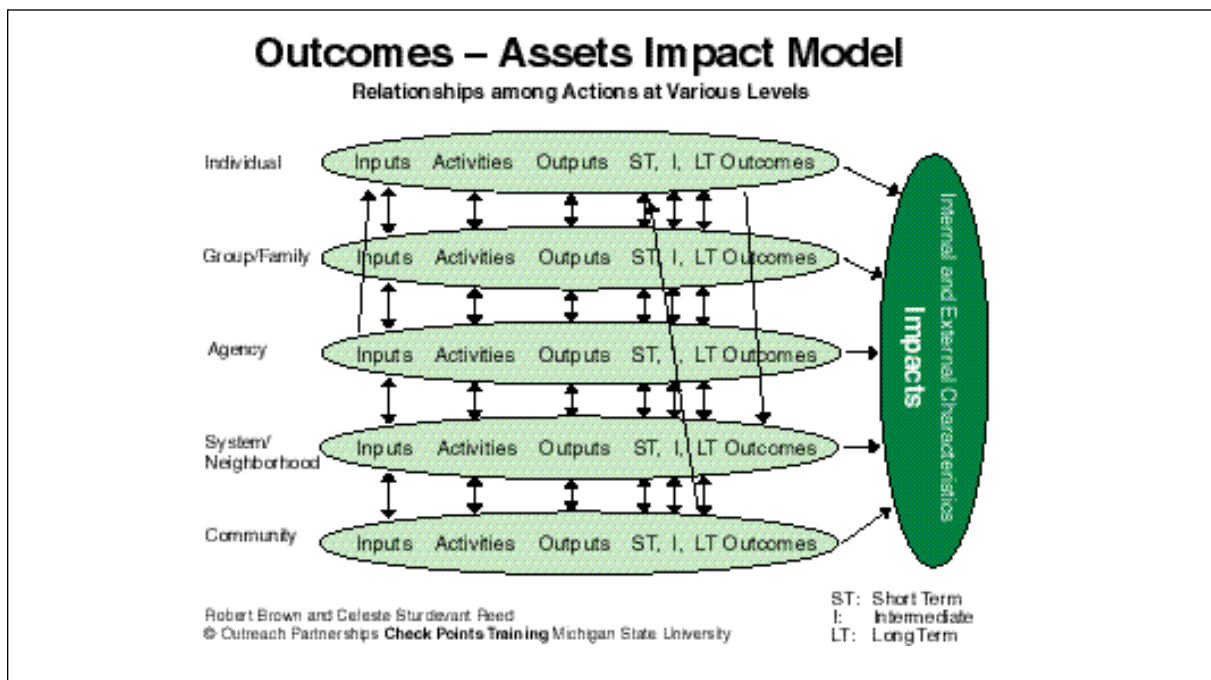 Outcomes – Assets Impact Model
Relationships among Actions at Various Levels
Individual
Inputs Activities Outputs ST, I, LT Outcomes
Group/Family
Inputs Activities Outputs ST, I, LT Outcomes
Agency
Inputs Activities Outputs ST, I, LT Outcomes
System/
Neighborhood
Inputs Activities Outputs ST, I, LT Outcomes
Community
Inputs Activities Outputs ST, I, LT Outcomes
Internal and External Characteristics
Impacts
Robert Brown and Celeste Sturdevant Reed
© Outreach Partnerships Check Points Training Michigan State University
ST: Short Term
I: Intermediate
LT: Long Term